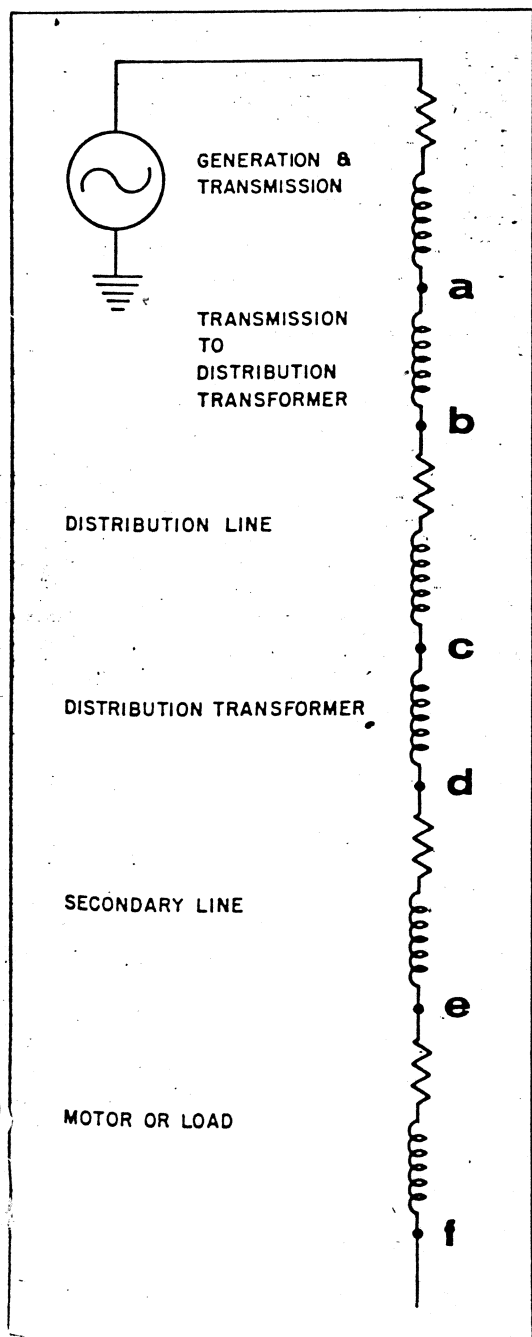 GENERATION &
TRANSMISSION
a
TRANSMISSION
TO
DISTRIBUTION
TRANSFORMER
b
DISTRIBUTION LINE
c
DISTRIBUTION TRANSFORMER
d
SECONDARY LINE
e
MOTOR OR LOAD
f